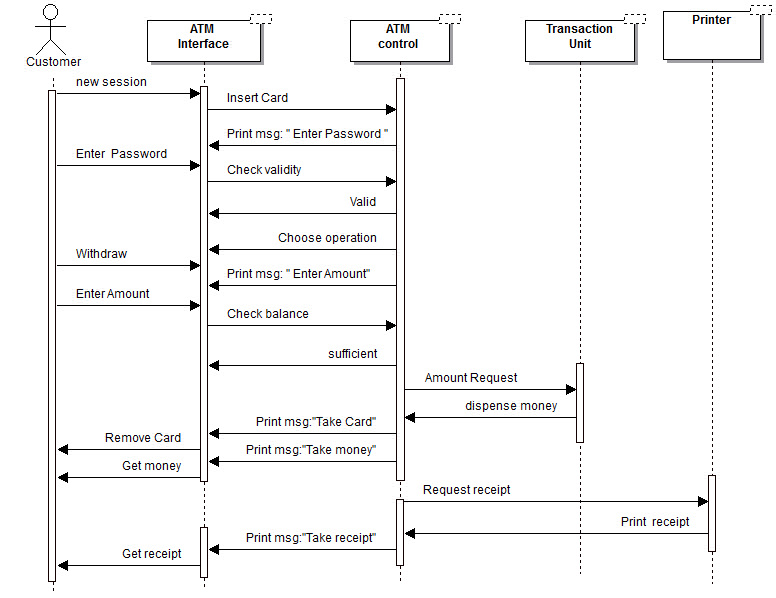 Customer
ATM
Interface
ATM
control
Transaction
Unit
Printer
new session
Insert Card
Print msg: " Enter Password "
Enter Password
Check validity
Valid
Choose operation
Withdraw
Print msg: " Enter Amount"
Enter Amount
Check balance
sufficient
Amount Request
dispense money
Print msg:"Take Card"
Remove Card
Print msg:"Take money"
Get money
Request receipt
Print receipt
Print msg:"Take receipt"
Get receipt